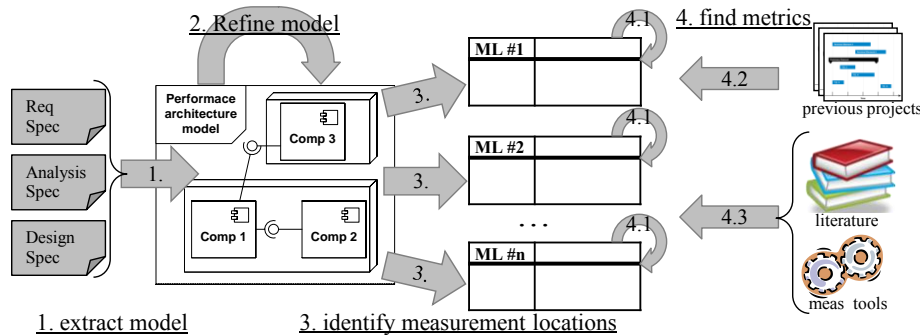 2. Refine model
4.1
4. find metrics
ML #1
Req
Spec
Performace
architecture
model
3.
4.2
previous projects
Comp 3
4.1
Analysis
Spec
1.
3.
ML #2
4.3
literature
Comp 1
Comp 2
. . .
4.1
Design
Spec
3.
ML #n
meas tools
1. extract model
3. identify measurement locations